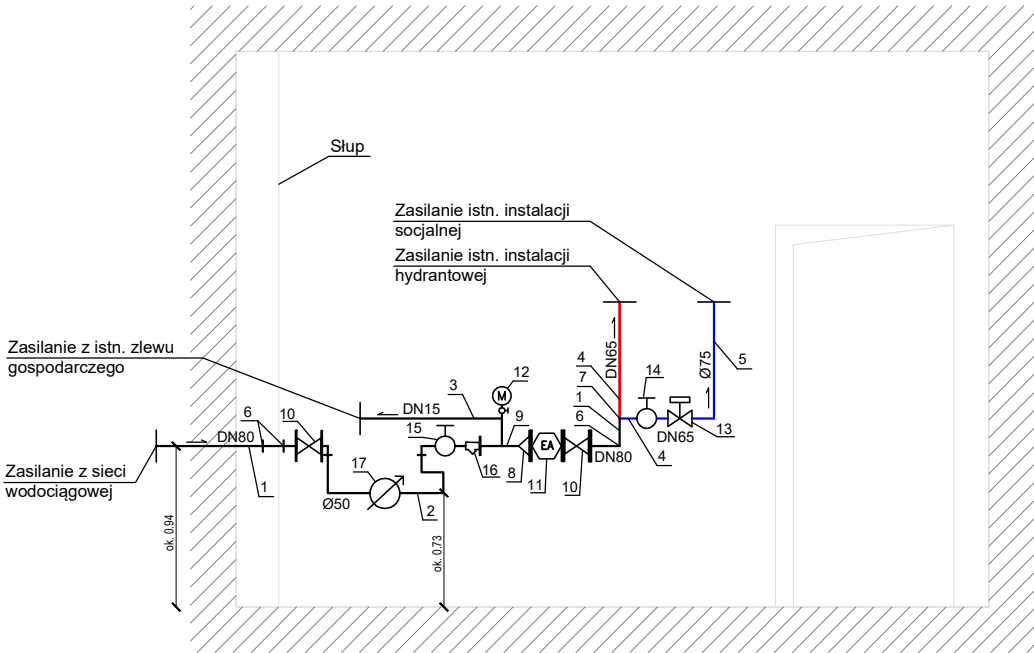 Słup
Zasilanie istn. instalacji
socjalnej
Zasilanie istn. instalacji
hydrantowej
Zasilanie z istn. zlewu
gospodarczego
Zasilanie z sieci
wodociągowej
DN80
6
10
1
ok. 0.94
17
Ø50
2
ok. 0.73
3
DN15
12
M
15
9
16
8
EA
11
10
DN80
4
7
1
6
DN65
14
4
DN65
13
Ø75
5